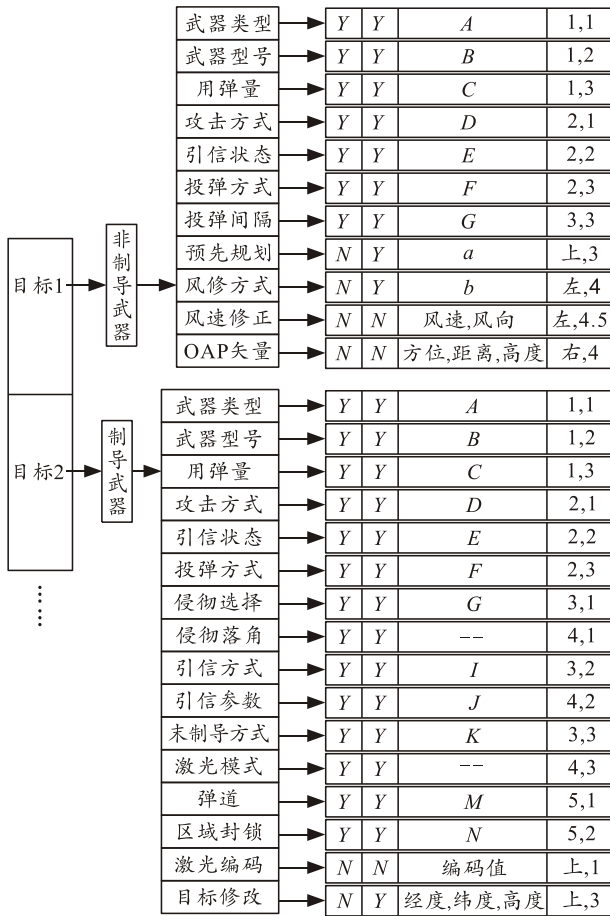 武器类型 Y Y A 1,1
武器型号 Y Y B 1,2
用弹量 Y Y C 1,3
攻击方式 Y Y D 2,1
引信状态 Y Y E 2,2
投弹方式 Y Y F 2,3
投弹间隔 Y Y G 3,3
预先规划 N Y a 上,3
风修方式 N Y b 左,4
风速修正 N N 风速,风向 左,4.5
OAP矢量 N N 方位,距离,高度 右,4
目标1
非制导武器
武器类型 Y Y A 1,1
武器型号 Y Y B 1,2
用弹量 Y Y C 1,3
攻击方式 Y Y D 2,1
引信状态 Y Y E 2,2
投弹方式 Y Y F 2,3
侵彻选择 Y Y G 3,1
侵彻落角 Y Y -- 4,1
引信方式 Y Y I 3,2
引信参数 Y Y J 4,2
末制导方式 Y Y K 3,3
激光模式 Y Y -- 4,3
弹道 Y Y M 5,1
区域封锁 Y Y N 5,2
激光编码 N N 编码值 上,1
目标修改 N Y 经度,纬度,高度 上,3
目标2
制导武器
……